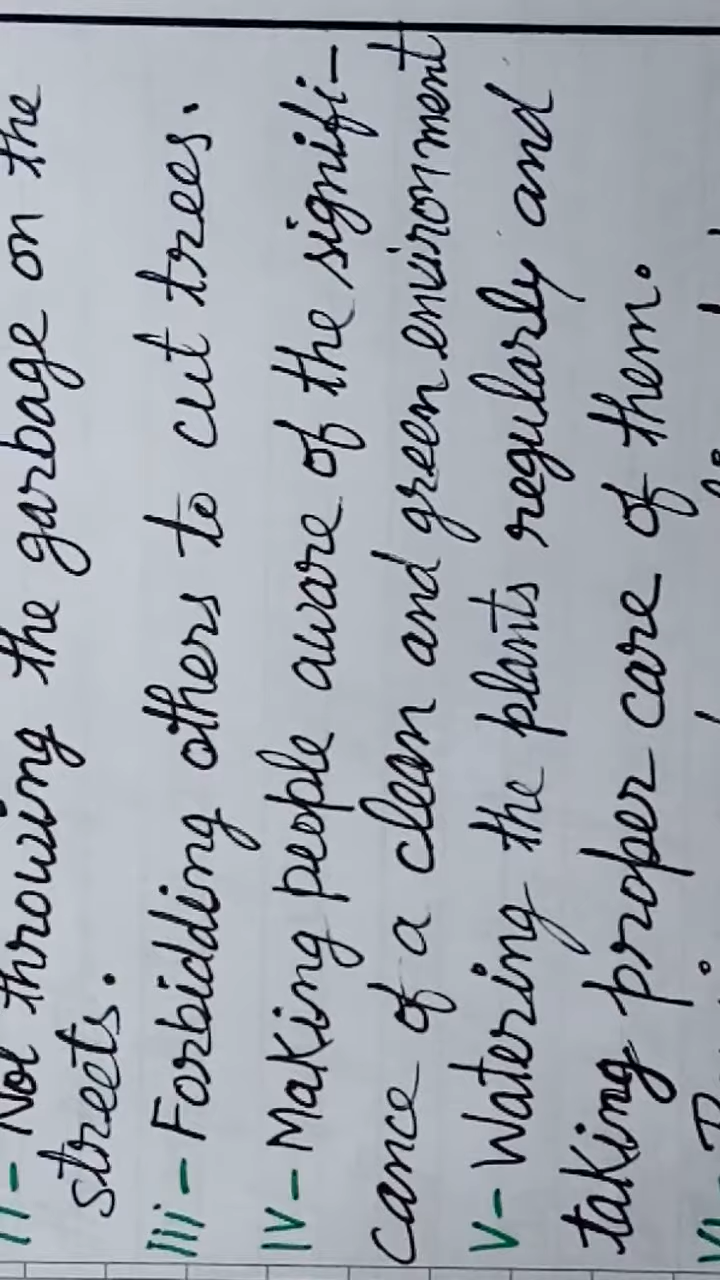 ii - Not throwing the garbage on the
streets.
iii - Forbidding others to cut trees.
iv - Making people aware of the signifi-
cance of a clean and green environment
v - Watering the plants regularly and
taking proper care of them.
vi -